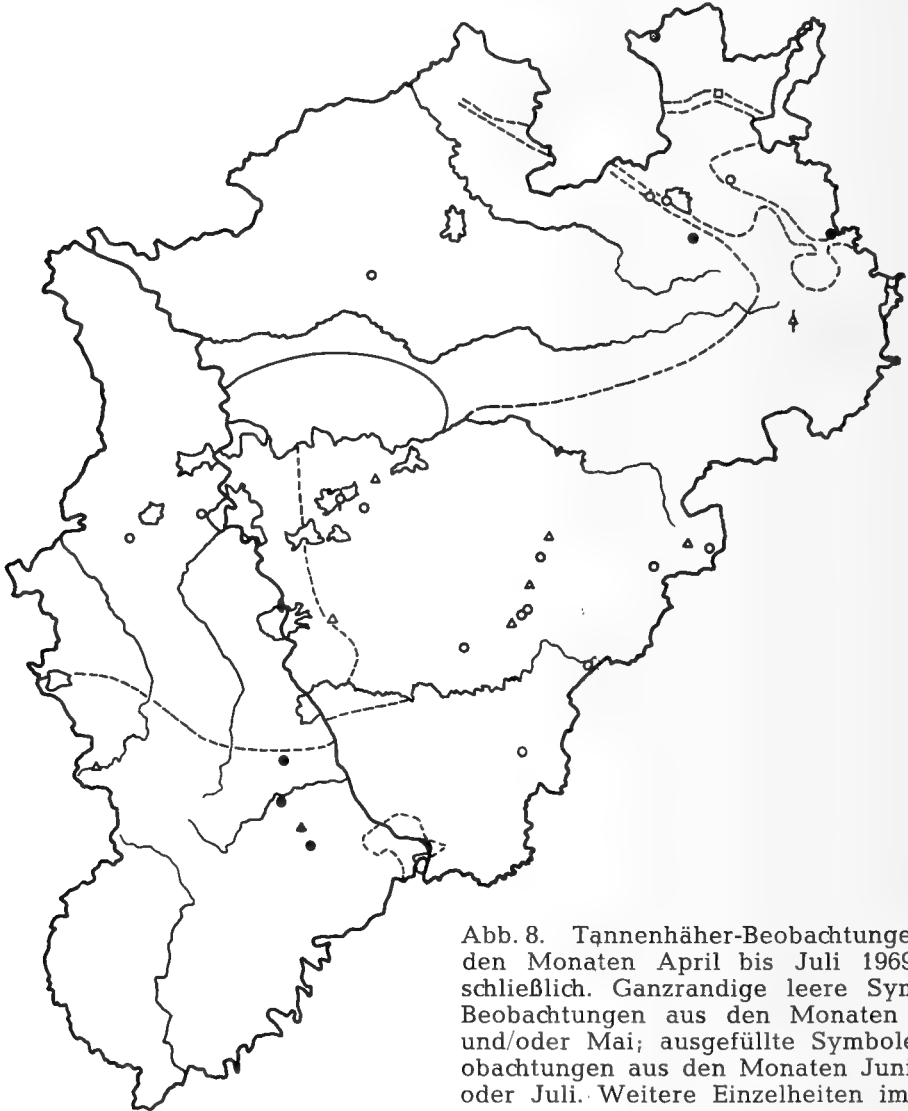 Abb. 8. Tannenhäher-Beobachtunge
den Monaten April bis Juli 1969
schließlich. Ganzrandige leere Sym
Beobachtungen aus den Monaten
und/oder Mai; ausgefüllte Symbole
obachtungen aus den Monaten Juni
oder Juli. Weitere Einzelheiten im